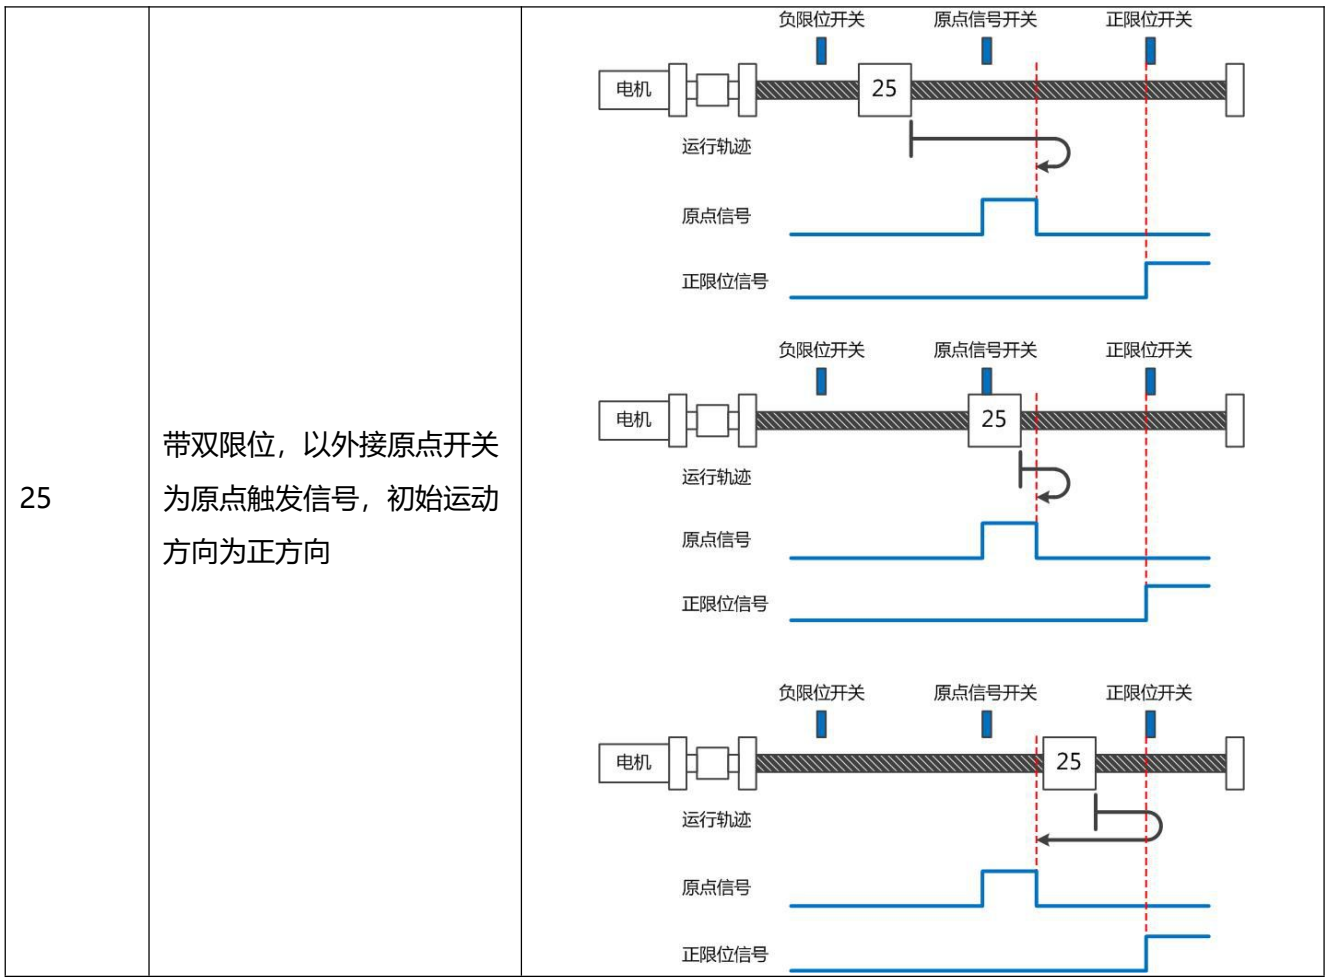 25
带双限位，以外接原点开关
为原点触发信号，初始运动
方向为正方向
负限位开关 原点信号开关 正限位开关
电机 25
运行轨迹
原点信号
正限位信号
负限位开关 原点信号开关 正限位开关
电机 25
运行轨迹
原点信号
正限位信号
负限位开关 原点信号开关 正限位开关
电机 25
运行轨迹
原点信号
正限位信号